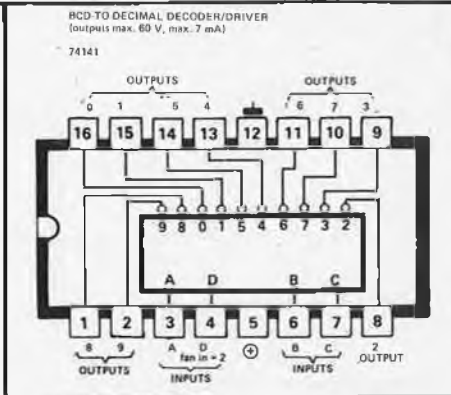 BCD-TO DECIMAL DECODER/DRIVER
(outputs max. 60 V, max. 7 mA)
74141
OUTPUTS OUTPUTS
0 1 5 4 6 7 3
16 15 14 13 12 11 10 9
9 8 0 1 5 4 6 7 3 2
A D B C
1 2 3 4 5 6 7 8
8 9 A D + B C 2
fan in = 2 OUTPUT
OUTPUTS INPUTS INPUTS